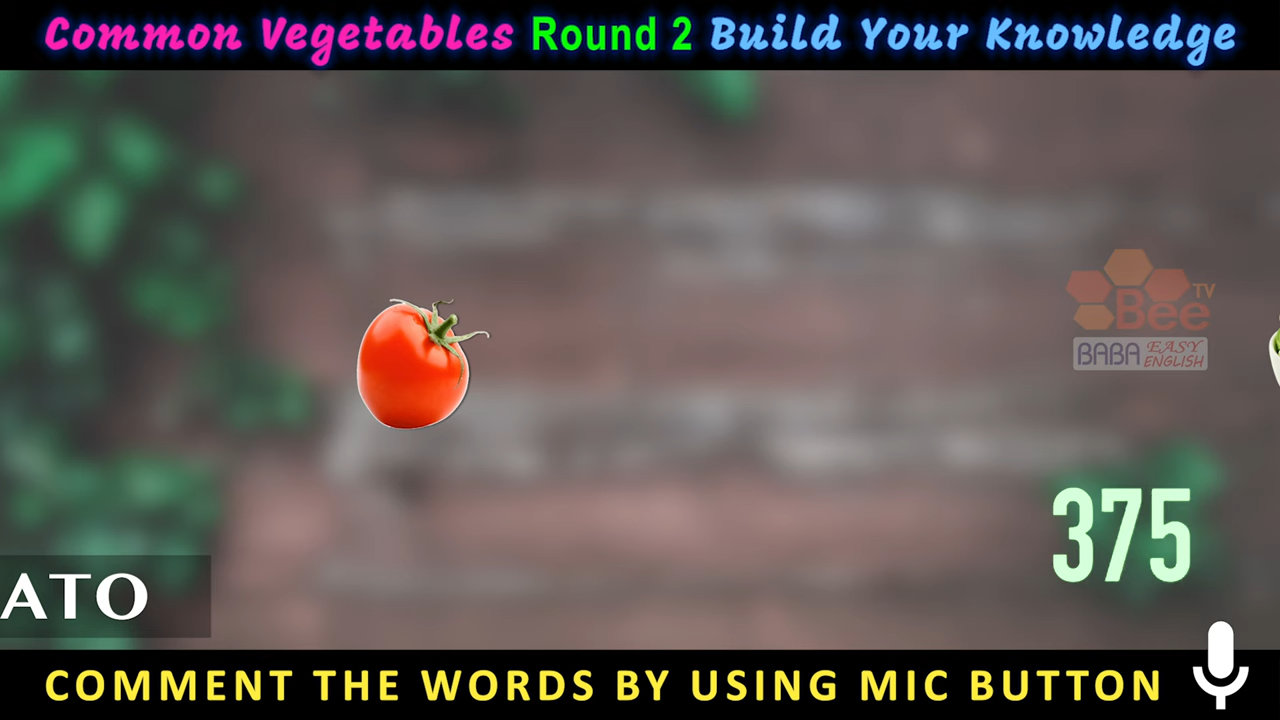 Common Vegetables Round 2 Build Your Knowledge
Bee TV
BABA EASY ENGLISH
375
ATO
COMMENT THE WORDS BY USING MIC BUTTON